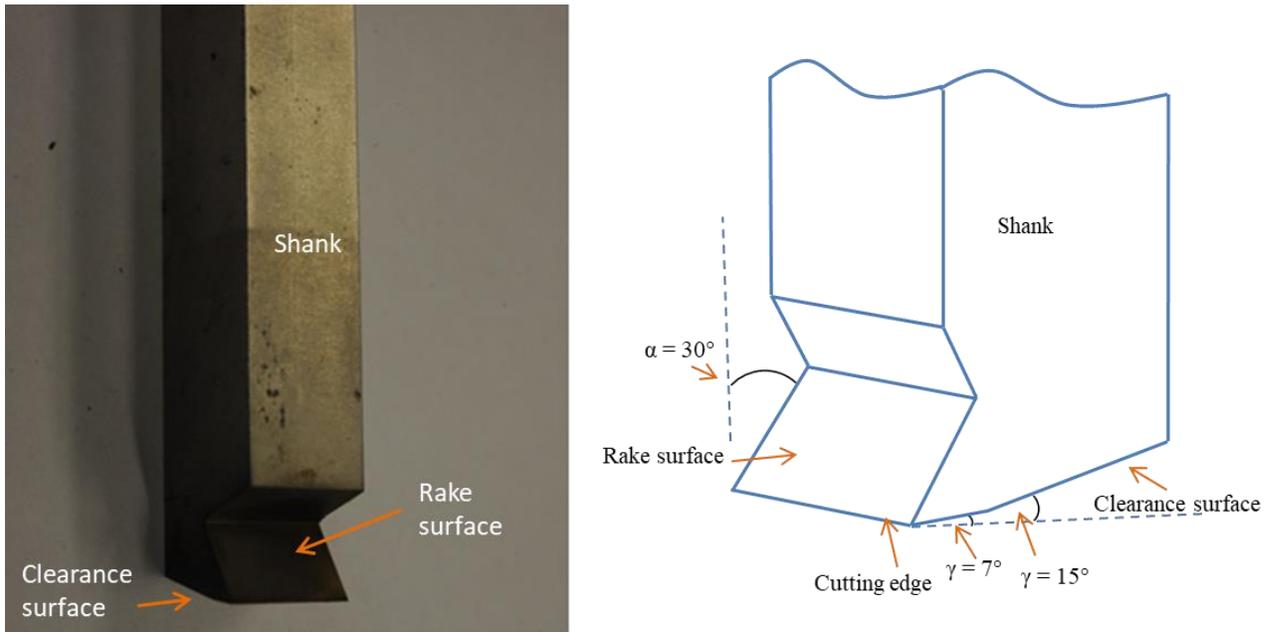 Shank
Rake
surface
Clearance
surface
Shank
α = 30°
Rake surface
Clearance surface
Cutting edge
γ = 7°
γ = 15°